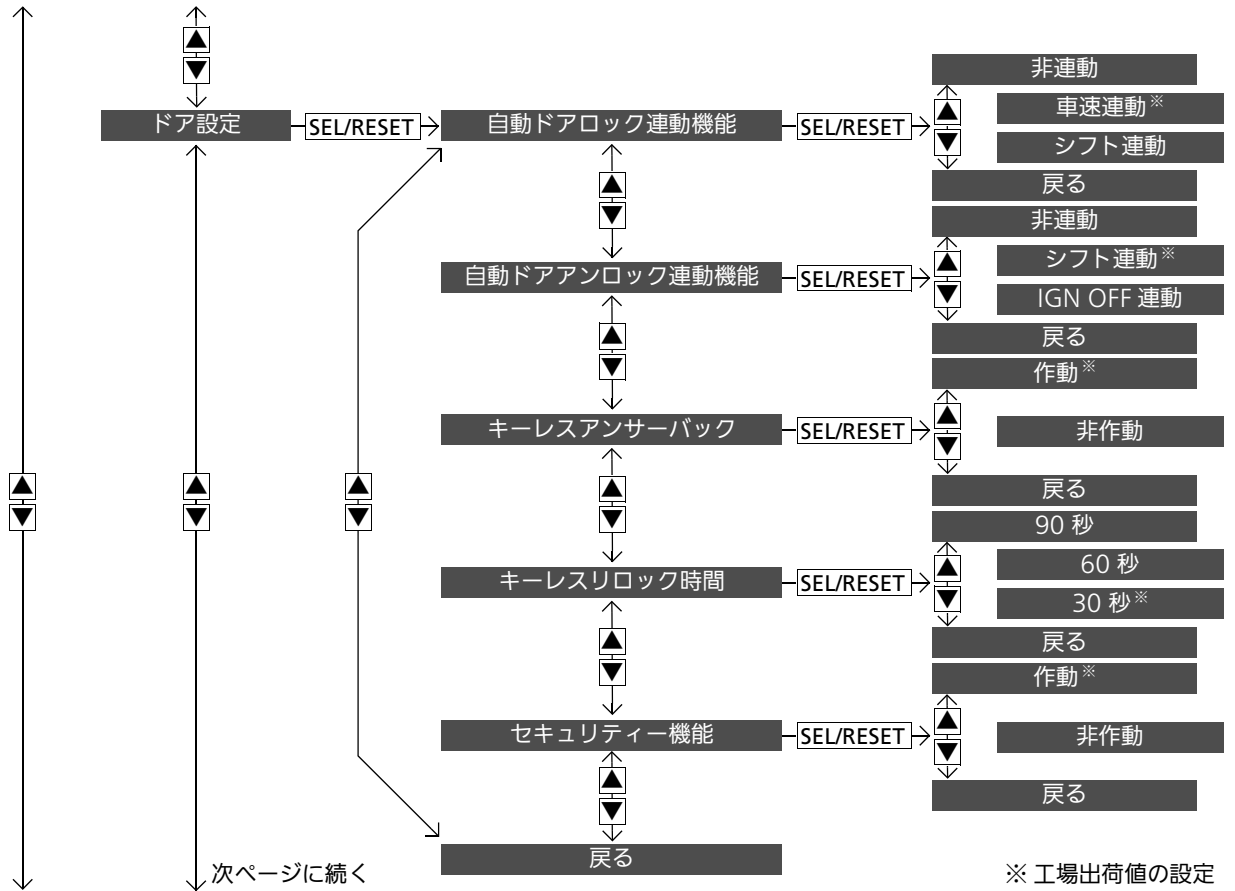 非連動
ドア設定 SEL/RESET 自動ドアロック連動機能 SEL/RESET ▲ 車速連動※
▼ シフト連動
戻る
非連動
自動ドアアンロック連動機能 SEL/RESET ▲ シフト連動※
▼ IGN OFF 連動
戻る
作動※
キーレスアンサーバック SEL/RESET ▲▼ 非作動
戻る
90 秒
キーレスリロック時間 SEL/RESET ▲ 60 秒
▼ 30 秒※
戻る
作動※
セキュリティー機能 SEL/RESET ▲▼ 非作動
戻る
戻る
次ページに続く
※ 工場出荷値の設定